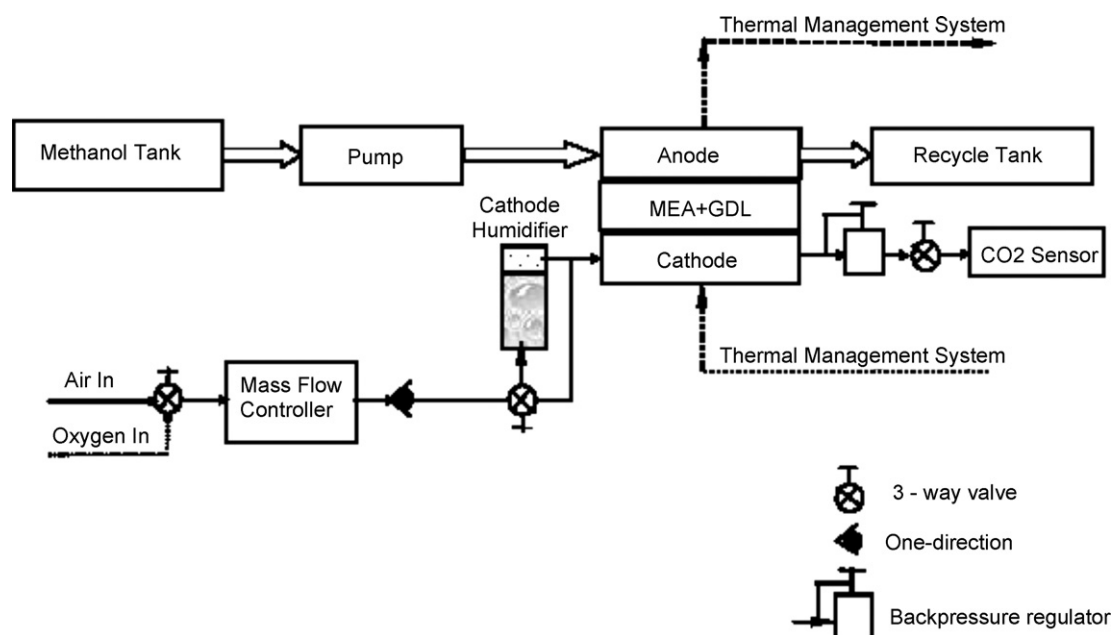 Thermal Management System
Methanol Tank
Pump
Anode
Recycle Tank
MEA+GDL
Cathode
Humidifier
Cathode
CO2 Sensor
Thermal Management System
Air In
Mass Flow
Controller
Oxygen In
3 - way valve
One-direction
Backpressure regulator